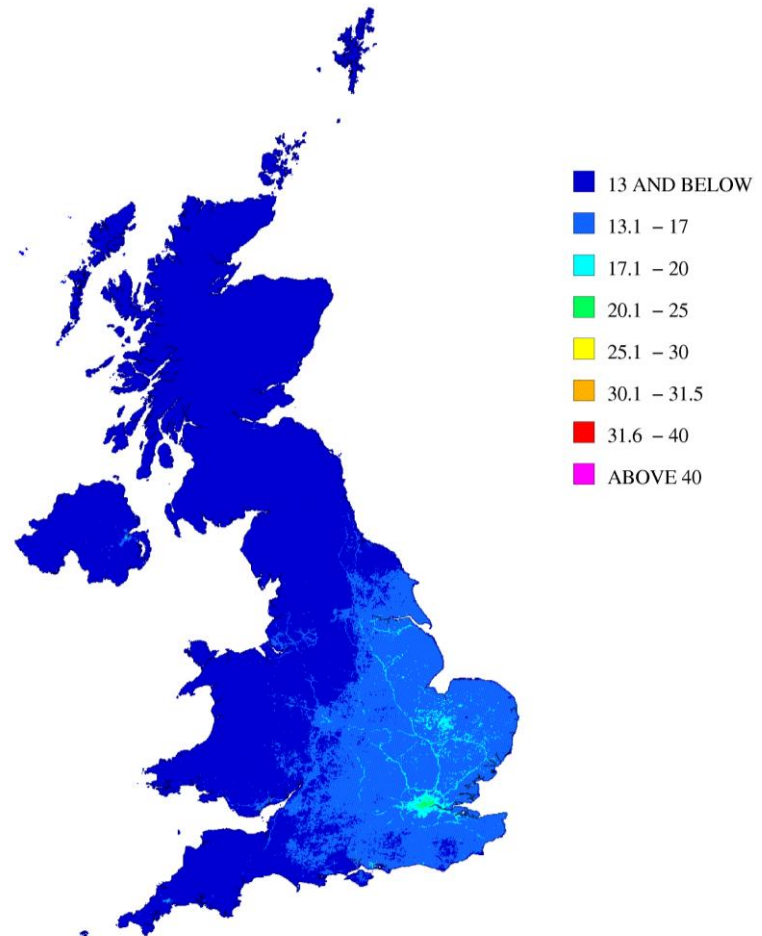 13 AND BELOW
13.1 – 17
17.1 – 20
20.1 – 25
25.1 – 30
30.1 – 31.5
31.6 – 40
ABOVE 40